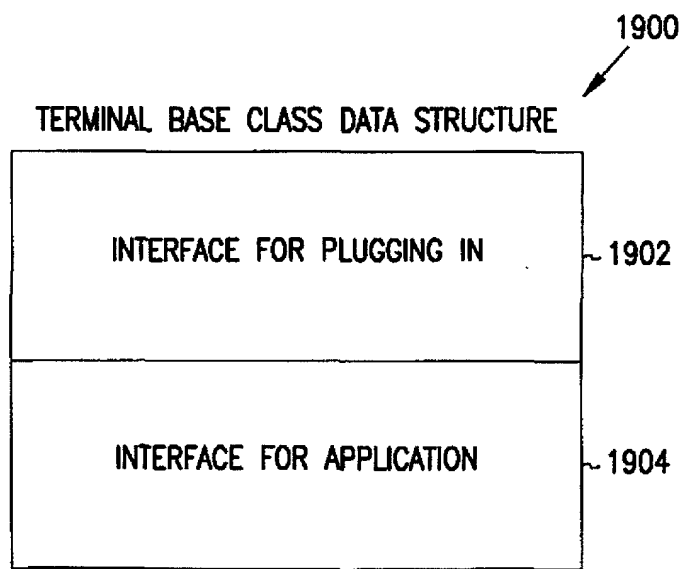 1900
TERMINAL BASE CLASS DATA STRUCTURE
INTERFACE FOR PLUGGING IN
1902
INTERFACE FOR APPLICATION
1904